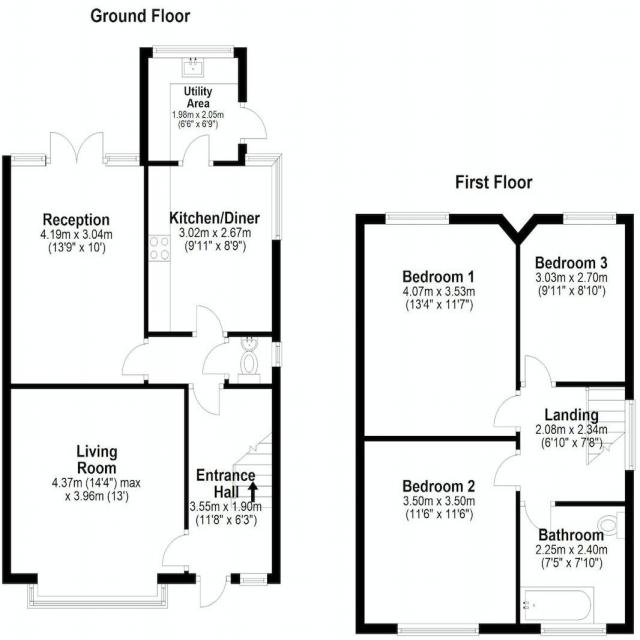 Ground Floor
Utility
Area
1.98m x 2.05m
(6'6" x 6'9")
Reception
4.19m x 3.04m
(13'9" x 10')
Kitchen/Diner
3.02m x 2.67m
(9'11" x 8'9")
Living
Room
4.37m (14'4") max
x 3.96m (13')
Entrance
Hall
3.55m x 1.90m
(11'8" x 6'3")
First Floor
Bedroom 1
4.07m x 3.53m
(13'4" x 11'7")
Bedroom 3
3.03m x 2.70m
(9'11" x 8'10")
Landing
2.08m x 2.34m
(6'10" x 7'8")
Bedroom 2
3.50m x 3.50m
(11'6" x 11'6")
Bathroom
2.25m x 2.40m
(7'5" x 7'10")